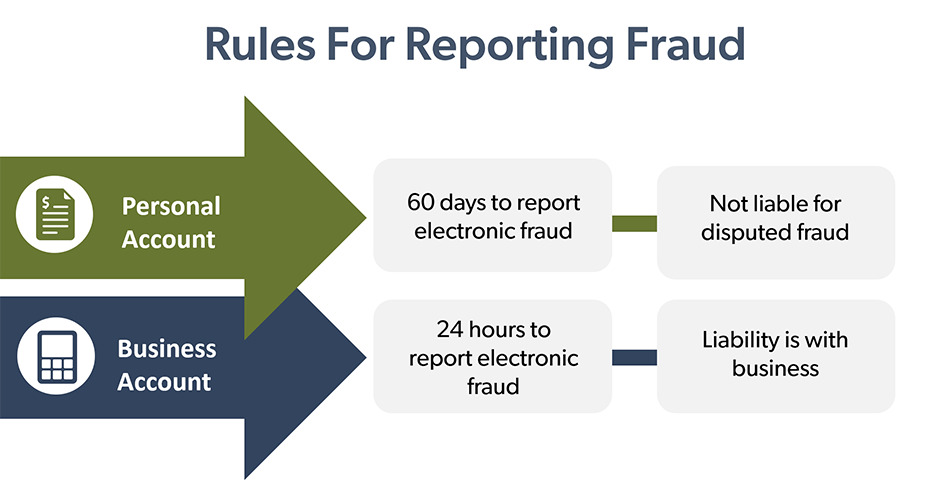 Rules For Reporting Fraud
$
Personal
Account
60 days to report
electronic fraud
Not liable for
disputed fraud
Business
Account
24 hours to
report electronic
fraud
Liability is with
business